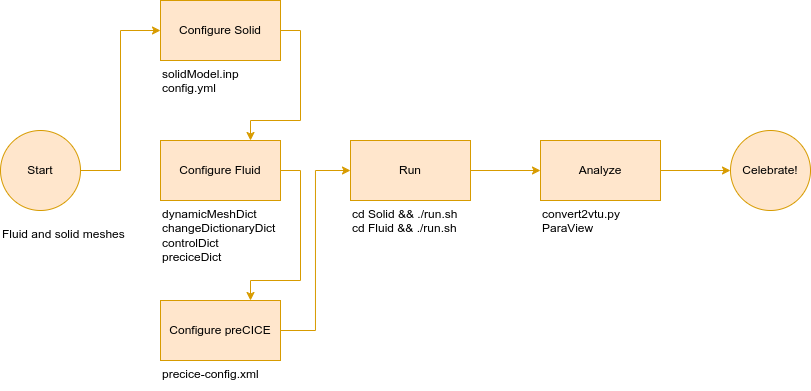 Configure Solid
solidModel.inp
config.yml
Start
Fluid and solid meshes
Configure Fluid
dynamicMeshDict
changeDictionaryDict
controlDict
preciceDict
Configure preCICE
precice-config.xml
Run
cd Solid && ./run.sh
cd Fluid && ./run.sh
Analyze
convert2vtu.py
ParaView
Celebrate!